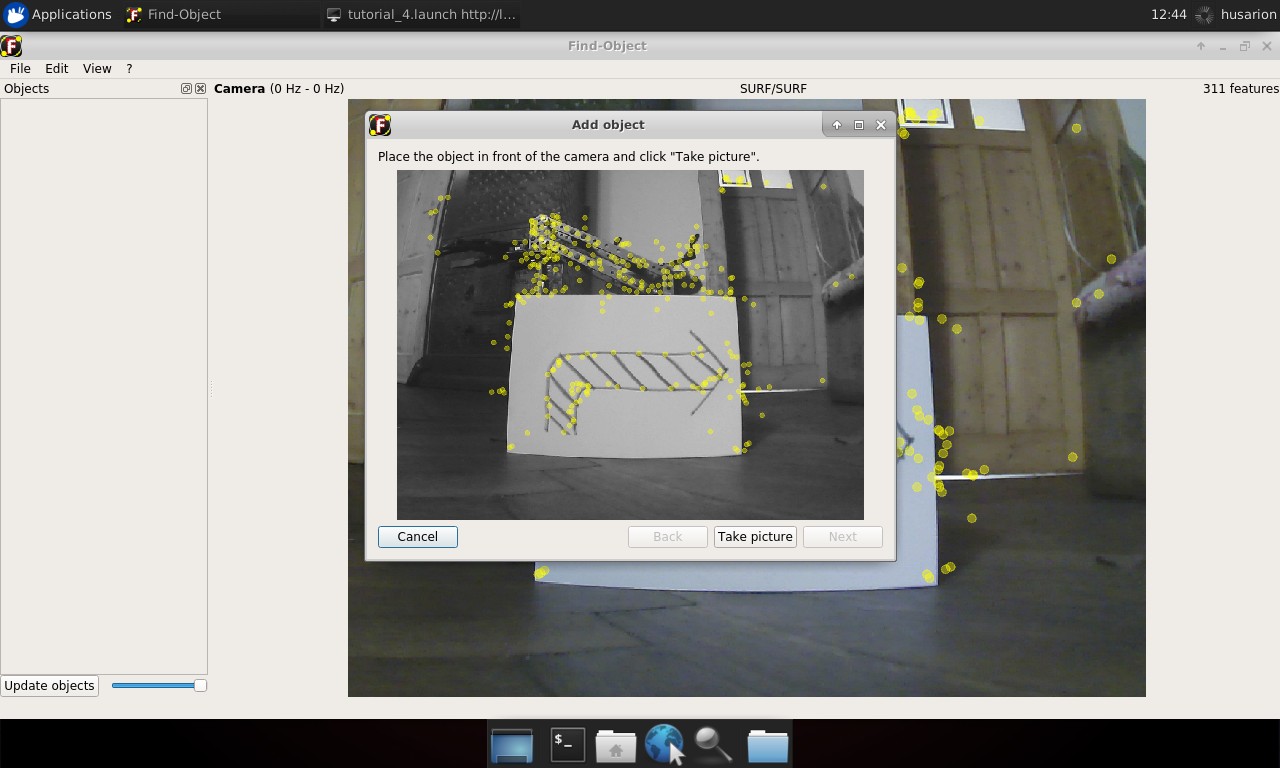 Applications
Find-Object
tutorial_4.launch http://l...
12:44
husarion
Find-Object
File
Edit
View
?
Objects
Camera (0 Hz - 0 Hz)
SURF/SURF
311 features
Add object
Place the object in front of the camera and click "Take picture".
Cancel
Back
Take picture
Next
Update objects
$_